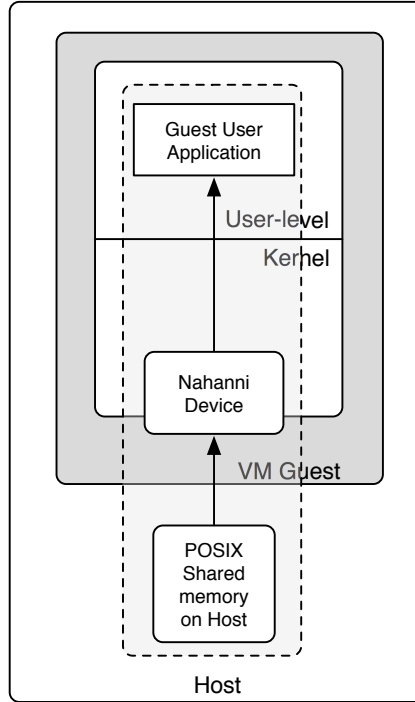 Guest User
Application
User-level
Kernel
Nahanni
Device
VM Guest
POSIX
Shared
memory
on Host
Host